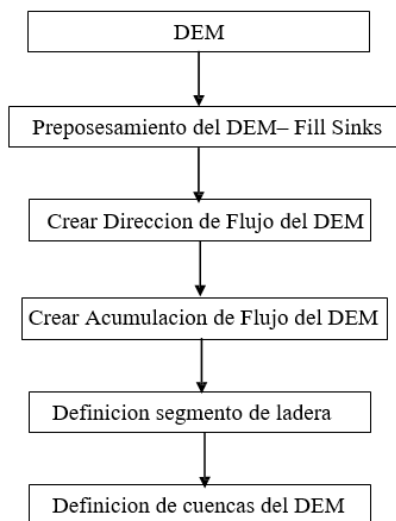 DEM
Preposesamiento del DEM– Fill Sinks
Crear Direccion de Flujo del DEM
Crear Acumulacion de Flujo del DEM
Definicion segmento de ladera
Definicion de cuencas del DEM